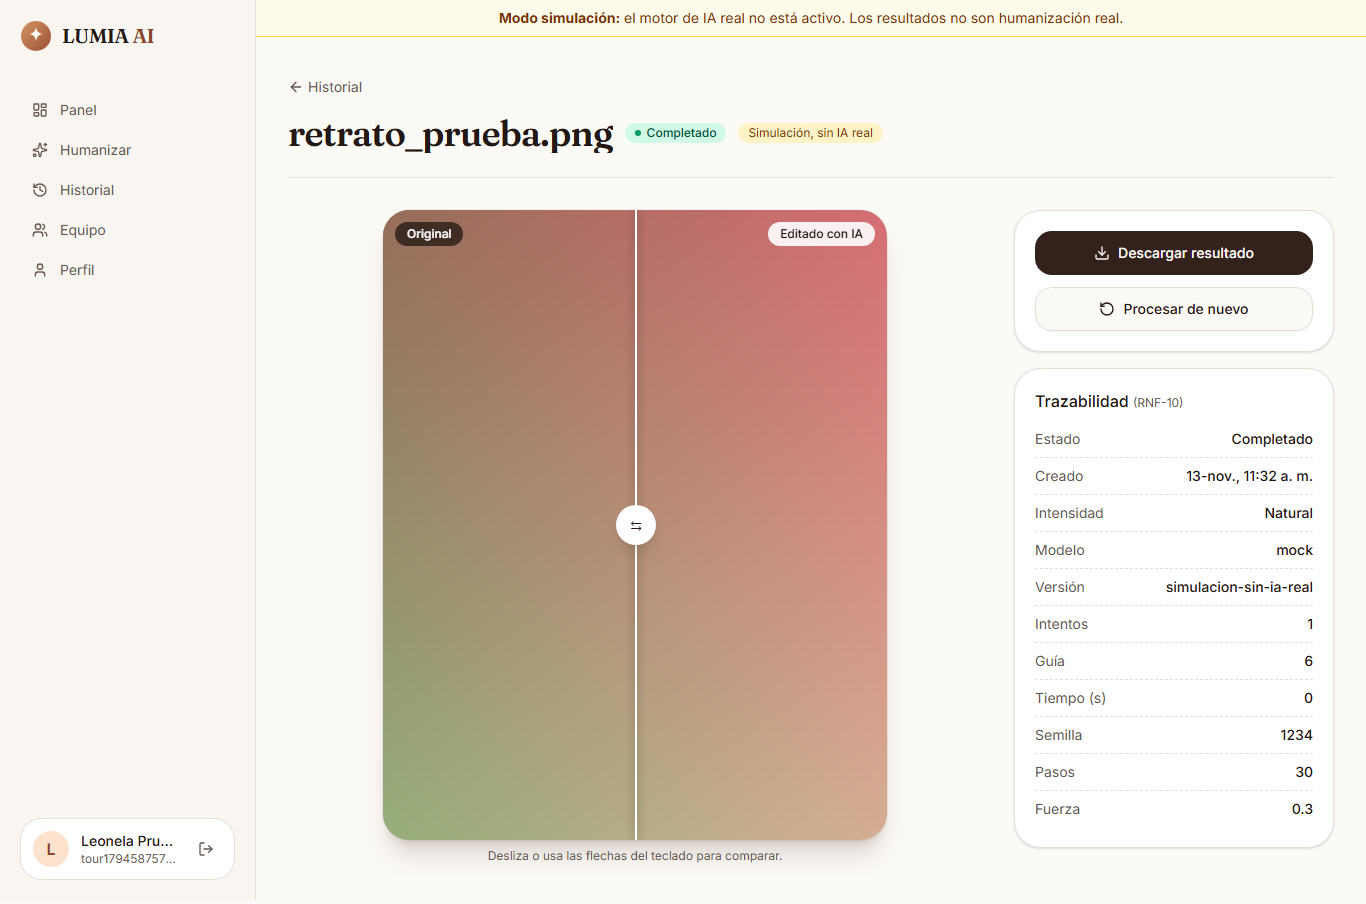 LUMIA AI
Modo simulación: el motor de IA real no está activo. Los resultados no son humanización real.
Panel
Humanizar
Historial
Equipo
Perfil
Historial
retrato_prueba.png
Completado
Simulación, sin IA real
Original
Editado con IA
Desliza o usa las flechas del teclado para comparar.
Descargar resultado
Procesar de nuevo
Trazabilidad (RNF-10)
Estado Completado
Creado 13-nov., 11:32 a. m.
Intensidad Natural
Modelo mock
Versión simulacion-sin-ia-real
Intentos 1
Guía 6
Tiempo (s) 0
Semilla 1234
Pasos 30
Fuerza 0.3
L
Leonela Pru...
tour179458757...